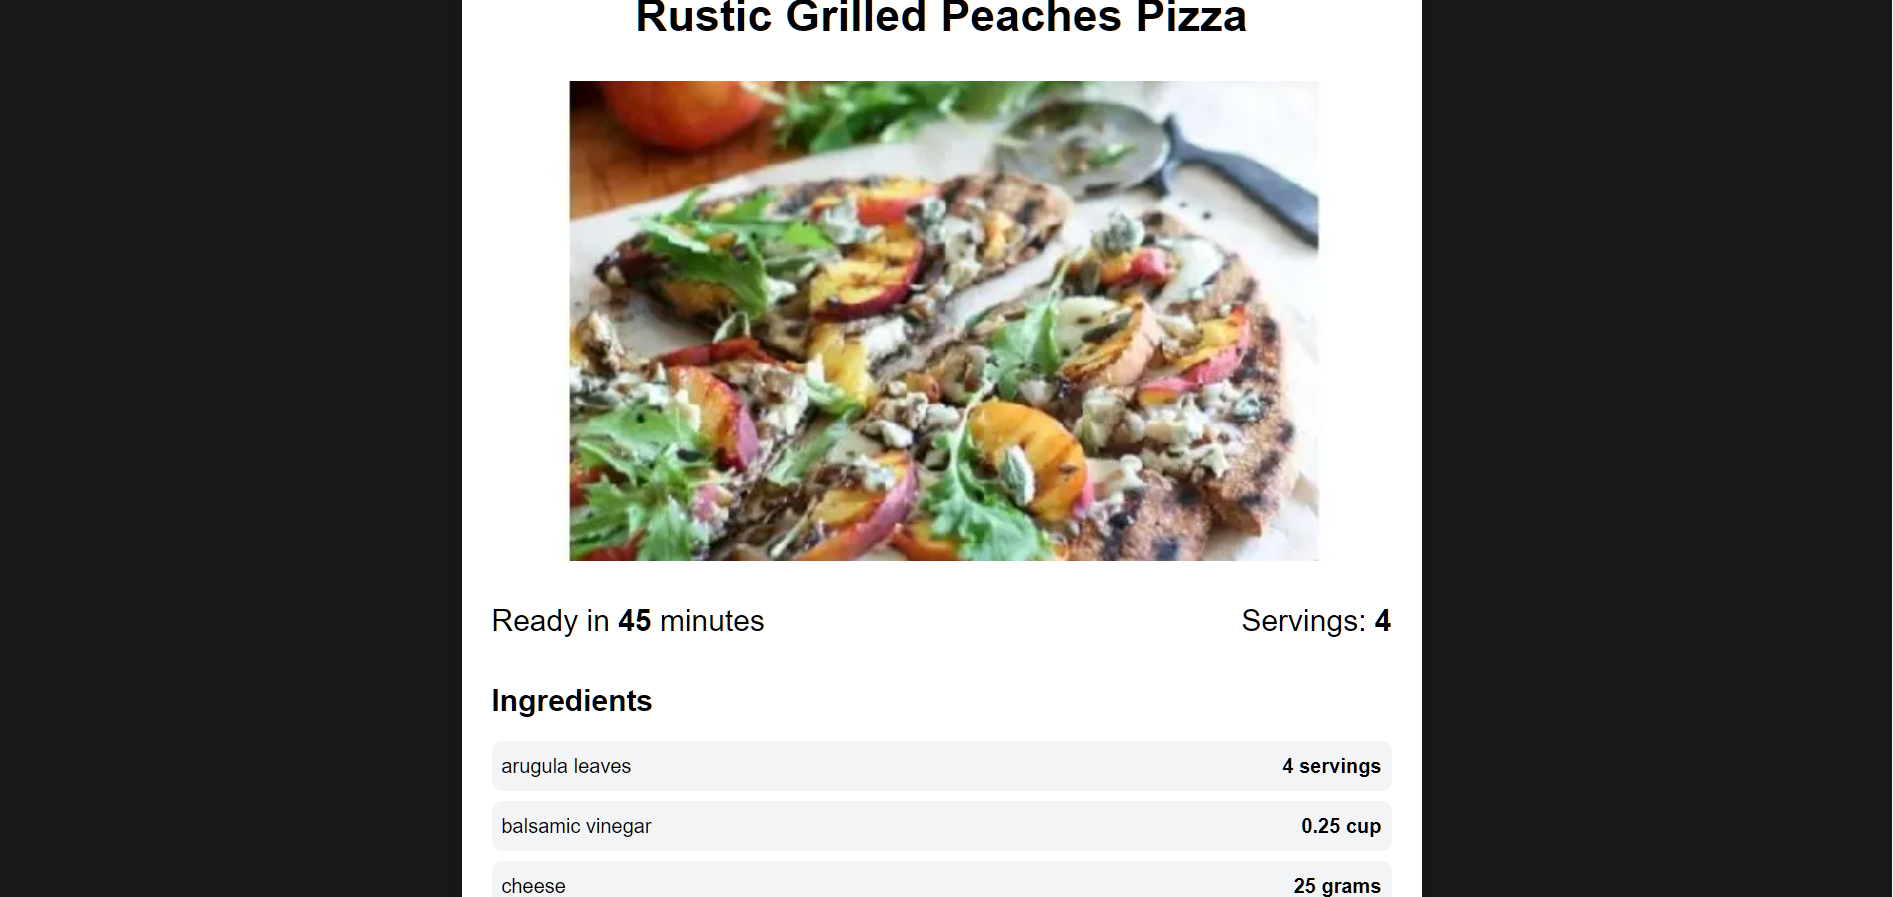 Rustic Grilled Peaches Pizza
Ready in 45 minutes
Servings: 4
Ingredients
arugula leaves
4 servings
balsamic vinegar
0.25 cup
cheese
25 grams